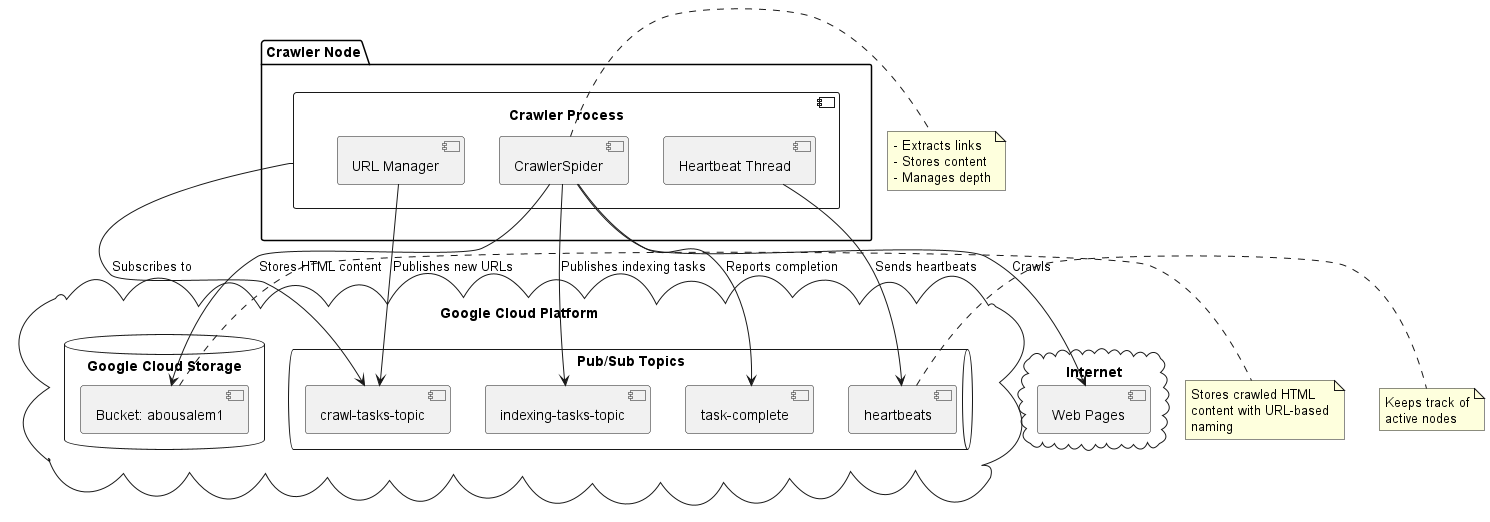 Crawler Node
Crawler Process
URL Manager
CrawlerSpider
Heartbeat Thread
- Extracts links
- Stores content
- Manages depth
Subscribes to
Stores HTML content
Publishes new URLs
Publishes indexing tasks
Reports completion
Sends heartbeats
Crawls
Google Cloud Platform
Google Cloud Storage
Bucket: abousalem1
Pub/Sub Topics
crawl-tasks-topic
indexing-tasks-topic
task-complete
heartbeats
Internet
Web Pages
Stores crawled HTML
content with URL-based
naming
Keeps track of
active nodes